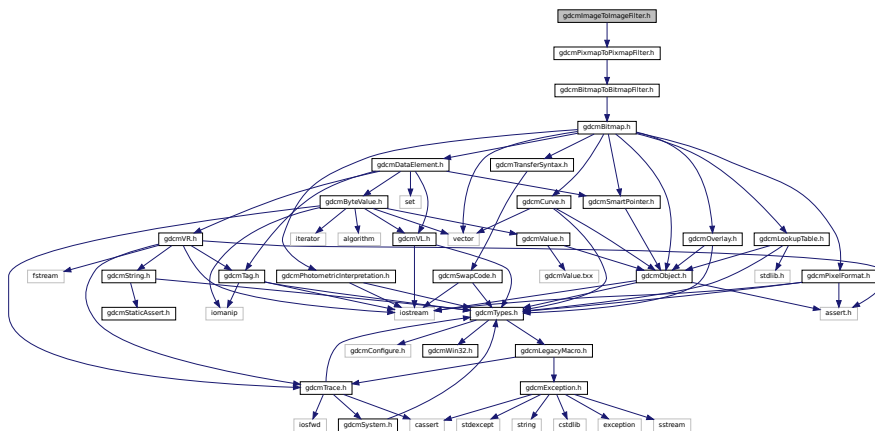 gdcmImageToImageFilter.h
gdcmPixmapToPixmapFilter.h
gdcmBitmapToBitmapFilter.h
gdcmBitmap.h
gdcmDataElement.h
gdcmTransferSyntax.h
gdcmByteValue.h
set
gdcmCurve.h
gdcmSmartPointer.h
gdcmVR.h
iterator
algorithm
gdcmVL.h
vector
gdcmValue.h
gdcmOverlay.h
gdcmLookupTable.h
fstream
gdcmString.h
gdcmTag.h
gdcmPhotometricInterpretation.h
gdcmSwapCode.h
gdcmValue.bxx
gdcmObject.h
stdlib.h
gdcmPixelFormat.h
gdcmStaticAssert.h
iomanip
iostream
gdcmTypes.h
assert.h
gdcmConfigure.h
gdcmWin32.h
gdcmLegacyMacro.h
gdcmTrace.h
gdcmException.h
iosfwd
gdcmSystem.h
cassert
stdexcept
string
cstdlib
exception
sstream